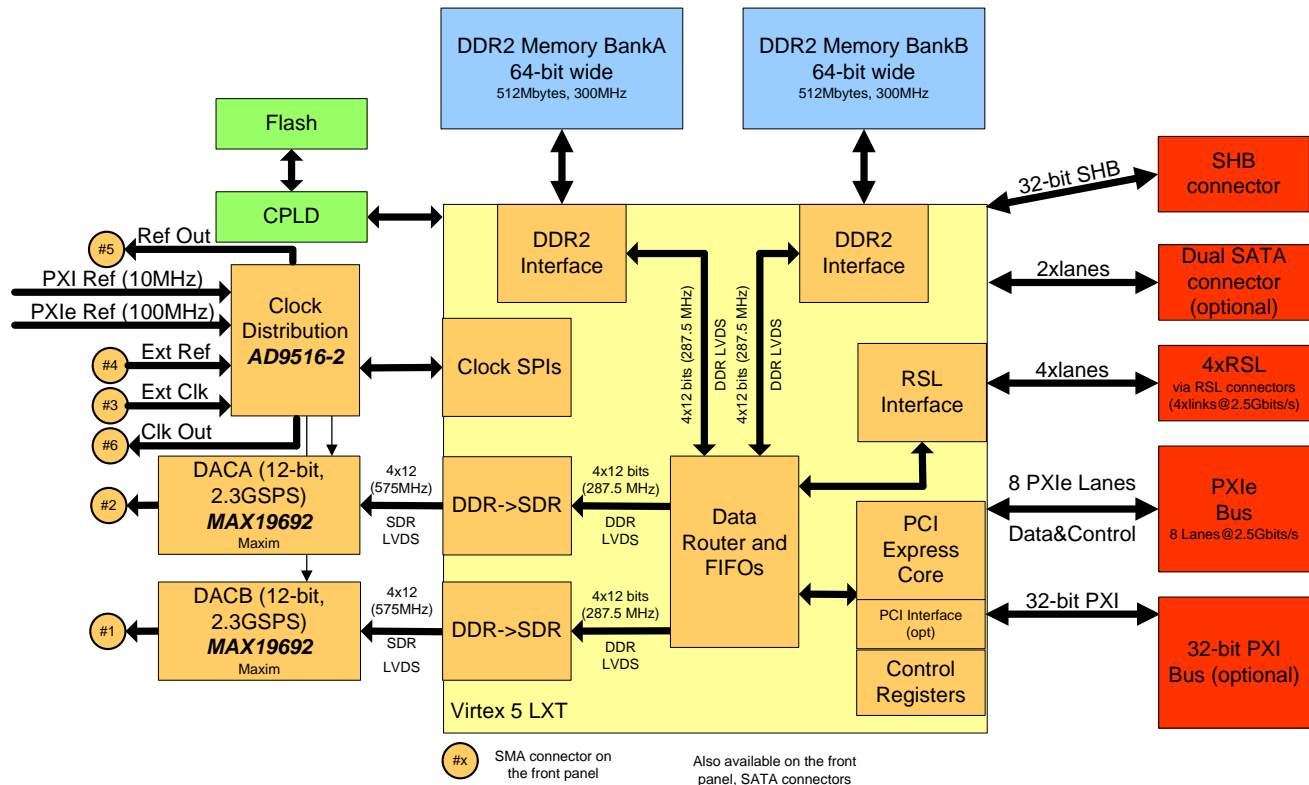 DDR2 Memory BankA
64-bit wide
512Mbytes, 300MHz
DDR2 Memory BankB
64-bit wide
512Mbytes, 300MHz
Flash
CPLD
32-bit SHB
SHB
connector
Ref Out
#5
PXI Ref (10MHz)
PXIe Ref (100MHz)
Ext Ref
#4
Ext Clk
#3
Clk Out
#6
Clock
Distribution
AD9516-2
DDR2
Interface
DDR2
Interface
2xlanes
Dual SATA
connector
(optional)
4x12 bits (287.5 MHz)
DDR LVDS
4x12 bits (287.5 MHz)
DDR LVDS
Clock SPIs
RSL
Interface
4xlanes
4xRSL
via RSL connectors
(4xlinks@2.5Gbits/s)
DACA (12-bit,
2.3GSPS)
MAX19692
Maxim
#2
4x12
(575MHz)
SDR
LVDS
DDR->SDR
4x12 bits
(287.5 MHz)
DDR
LVDS
Data
Router and
FIFOs
PCI
Express
Core
PCI Interface
(opt)
Control
Registers
8 PXIe Lanes
Data&Control
PXIe
Bus
8 Lanes@2.5Gbits/s
DACB (12-bit,
2.3GSPS)
MAX19692
Maxim
#1
4x12
(575MHz)
SDR
LVDS
DDR->SDR
4x12 bits
(287.5 MHz)
DDR
LVDS
32-bit PXI
32-bit PXI
Bus (optional)
Virtex 5 LXT
#x
SMA connector on
the front panel
Also available on the front
panel, SATA connectors